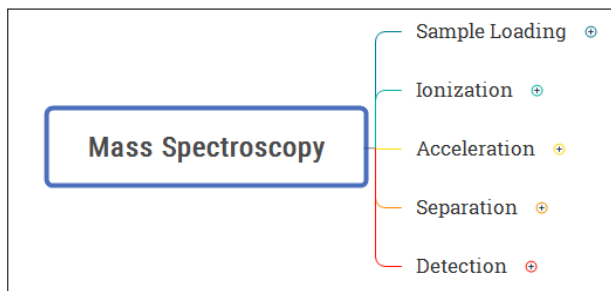 Mass Spectroscopy
Sample Loading
Ionization
Acceleration
Separation
Detection